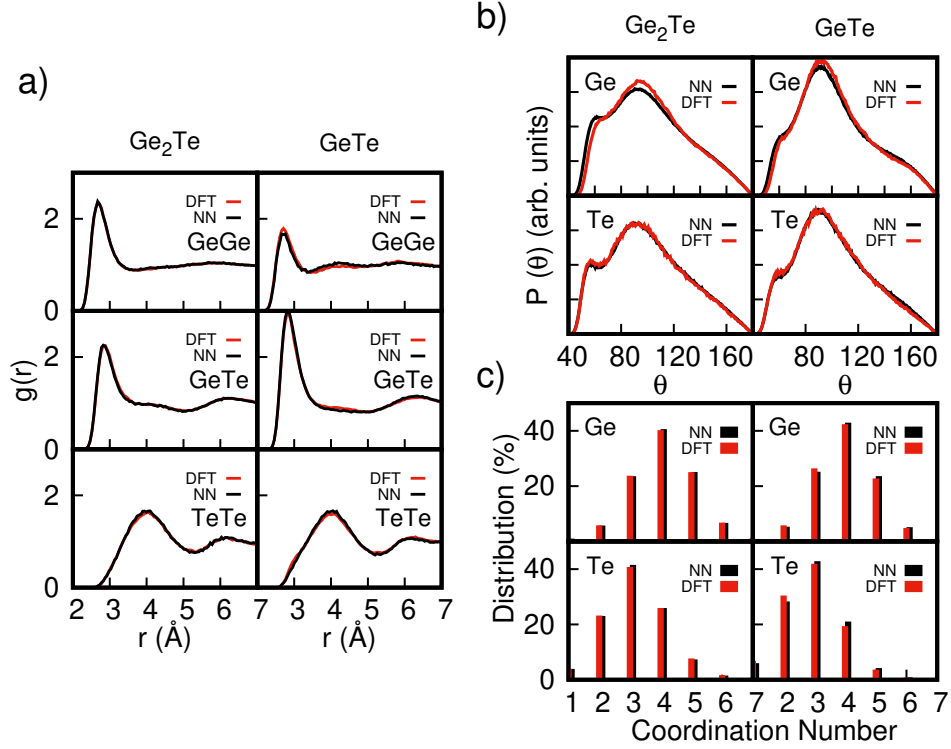 a)
Ge₂Te GeTe
DFT
NN
GeGe
DFT
NN
GeGe
2
0
DFT
NN
GeTe
DFT
NN
GeTe
2
0
DFT
NN
TeTe
DFT
NN
TeTe
2
0
g(r)
2 3 4 5 6 7 3 4 5 6 7
r (Å) r (Å)
b)
Ge₂Te GeTe
Ge
NN
DFT
Ge
NN
DFT
Te
NN
DFT
Te
NN
DFT
P (θ) (arb. units)
40 80 120 160 80 120 160
θ θ
c)
Ge
NN
DFT
Ge
NN
DFT
40
20
Te
NN
DFT
Te
NN
DFT
40
20
0
Distribution (%)
1 2 3 4 5 6 7 2 3 4 5 6 7
Coordination Number